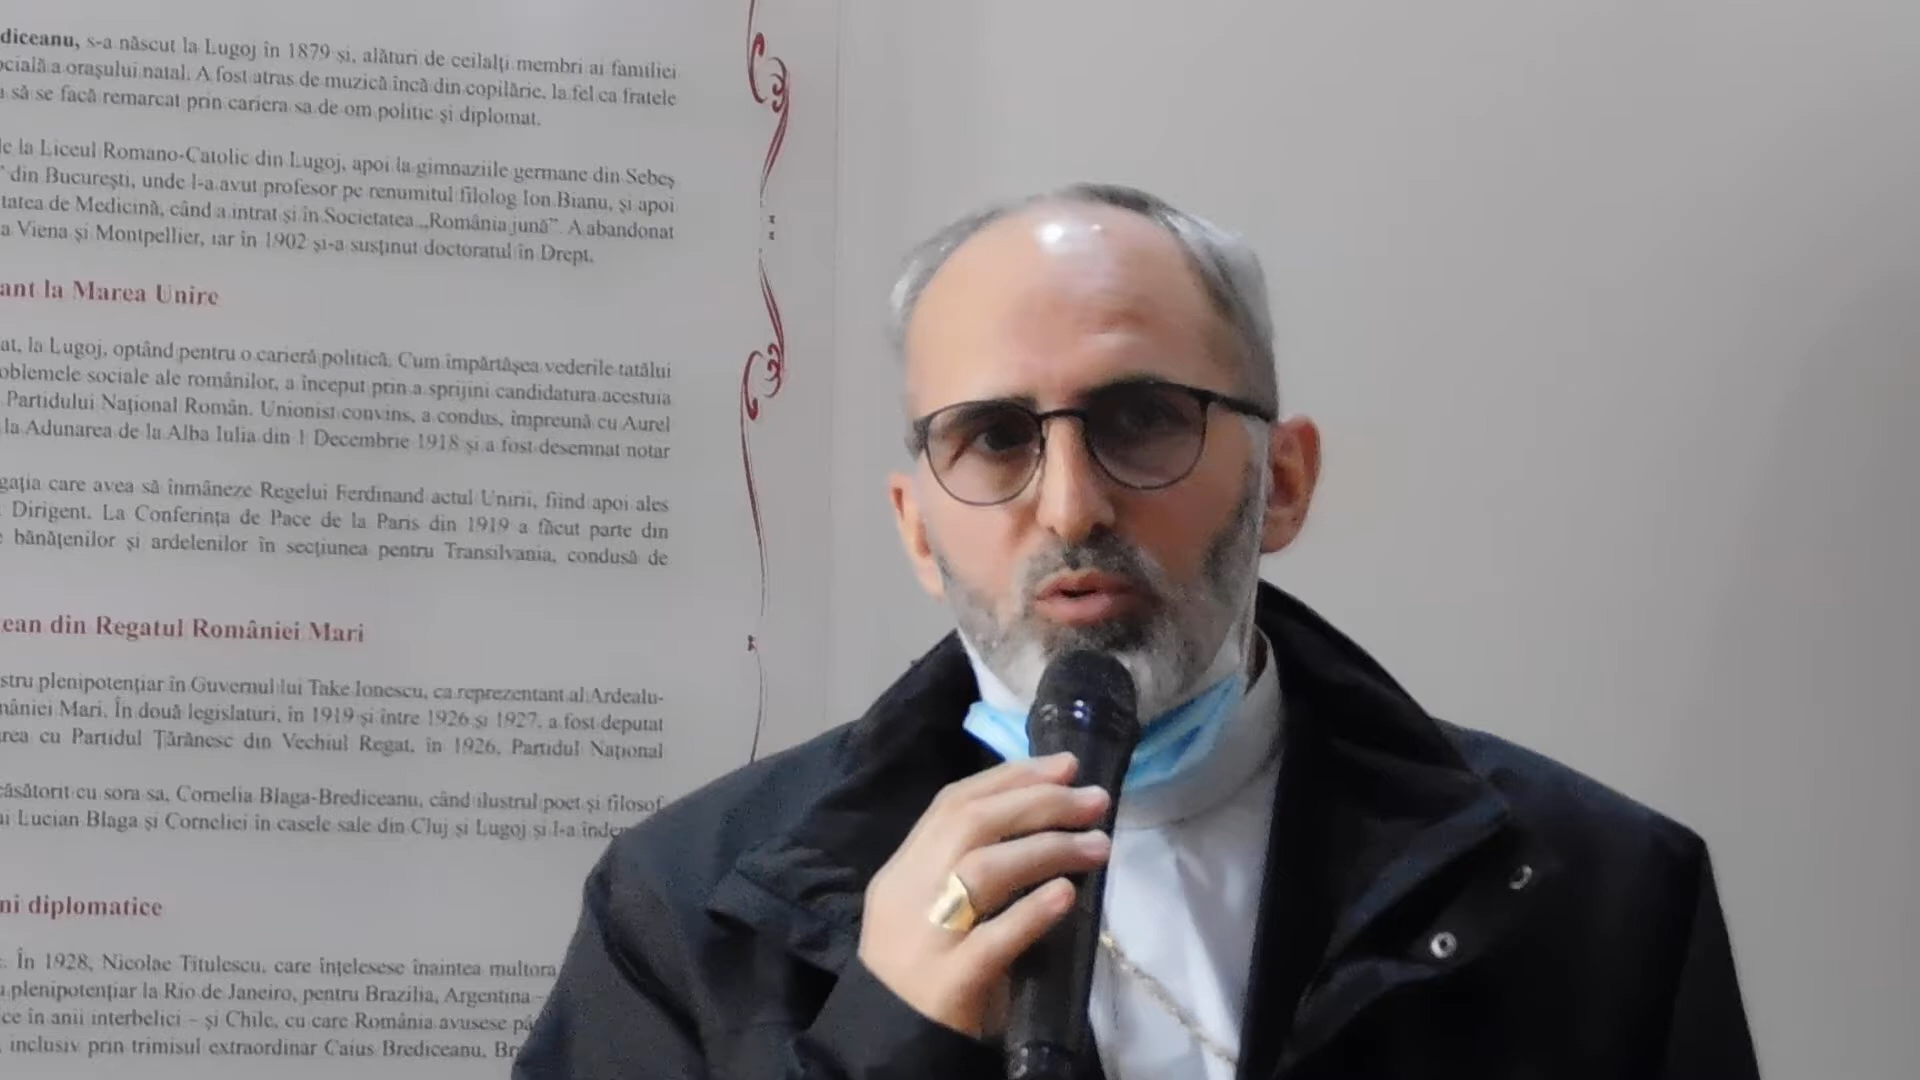 diceanu, s-a născut la Lugoj în 1879 și, alături de ceilalți membri ai familiei
ocială a orașului natal. A fost atras de muzică încă din copilărie, la fel ca fratele
să se facă remarcat prin cariera sa de om politic și diplomat.
le la Liceul Romano-Catolic din Lugoj, apoi la gimnaziile germane din Sebeș
" din București, unde l-a avut profesor pe renumitul filolog Ion Bianu, și apoi
tatea de Medicină, când a intrat și în Societatea „România jună”. A abandonat
a Viena și Montpellier, iar în 1902 și-a susținut doctoratul în Drept.
ant la Marea Unire
at, la Lugoj, optând pentru o carieră politică. Cum împărtășea vederile tatălui
oblemele sociale ale românilor, a început prin a sprijini candidatura acestuia
Partidului Național Român. Unionist convins, a condus, împreună cu Aurel
la Adunarea de la Alba Iulia din 1 Decembrie 1918 și a fost desemnat notar
gația care avea să înmâneze Regelui Ferdinand actul Unirii, fiind apoi ales
Dirigent. La Conferința de Pace de la Paris din 1919 a făcut parte din
bănățenilor și ardelenilor în secțiunea pentru Transilvania, condusă de
ean din Regatul României Mari
stru plenipotențiar în Guvernul lui Take Ionescu, ca reprezentant al Ardealu-
mâniei Mari. În două legislaturi, în 1919 și între 1926 și 1927, a fost deputat
rea cu Partidul Țărănesc din Vechiul Regat, în 1926, Partidul Național
căsătorit cu sora sa, Cornelia Blaga-Brediceanu, când ilustrul poet și filosof
ui Lucian Blaga și Corneliei în casele sale din Cluj și Lugoj și l-a înde
ni diplomatice
. În 1928, Nicolae Titulescu, care înțelesese înaintea multora
plenipotențiar la Rio de Janeiro, pentru Brazilia, Argentina –
ce în anii interbelici – și Chile, cu care România avusese pâ
inclusiv prin trimisul extraordinar Caius Brediceanu. Br